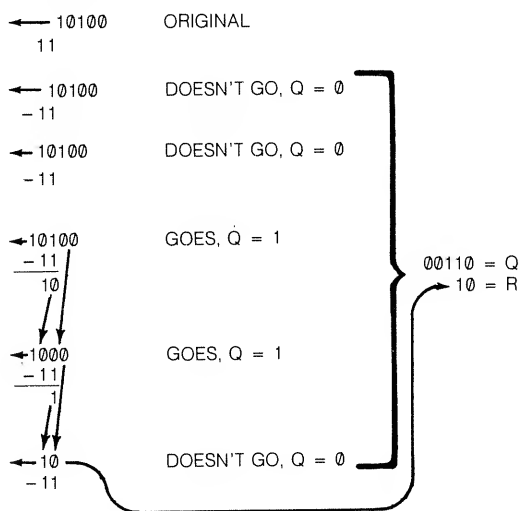 10100 ORIGINAL
11
10100 DOESN'T GO, Q = 0
-11
10100 DOESN'T GO, Q = 0
-11
10100 GOES, Q = 1
-11
10
00110 = Q
10 = R
1000 GOES, Q = 1
-11
1
10 DOESN'T GO, Q = 0
-11